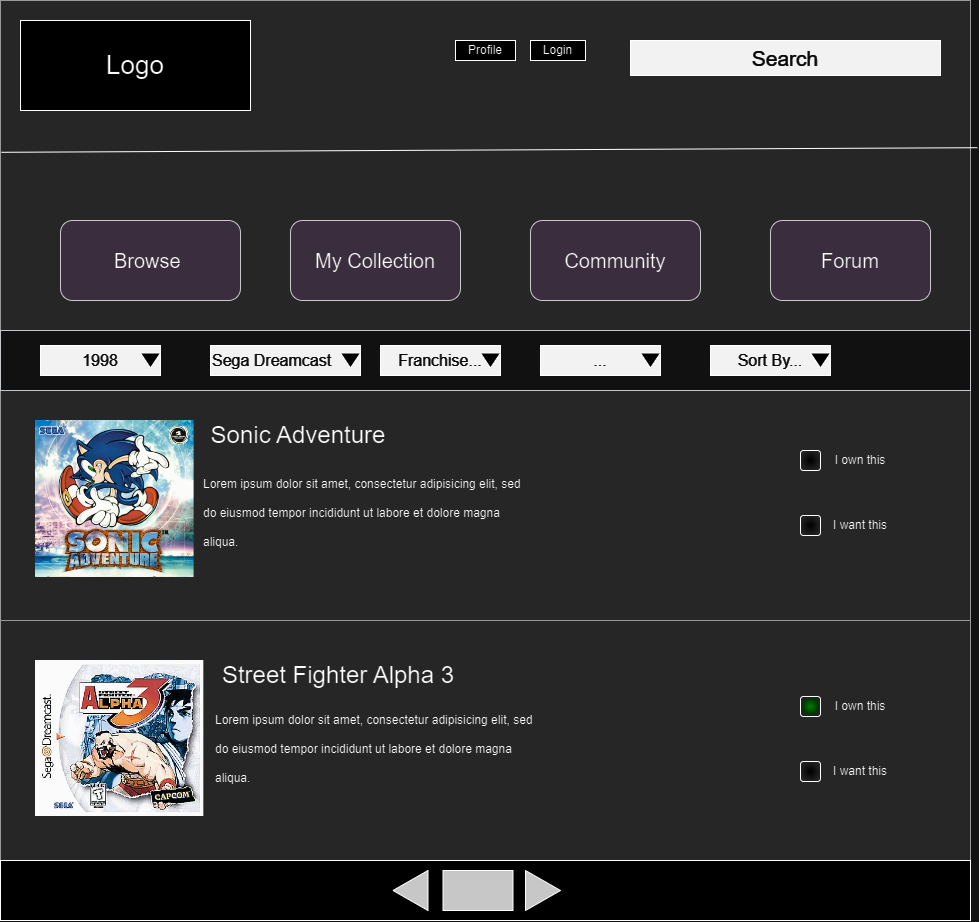 Logo
Profile
Login
Search
Browse
My Collection
Community
Forum
1998
Sega Dreamcast
Franchise...
...
Sort By...
SEGA
SONIC
ADVENTURE
Sonic Adventure
Lorem ipsum dolor sit amet, consectetur adipisicing elit, sed
do eiusmod tempor incididunt ut labore et dolore magna
aliqua.
I own this
I want this
Sega Dreamcast.
ALPHA 3
SEGA
CAPCOM
Street Fighter Alpha 3
Lorem ipsum dolor sit amet, consectetur adipisicing elit, sed
do eiusmod tempor incididunt ut labore et dolore magna
aliqua.
I own this
I want this